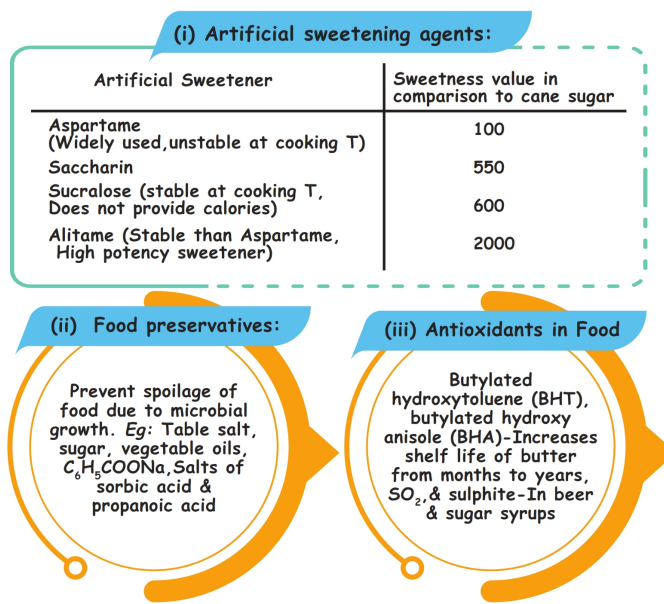 (i) Artificial sweetening agents:
Artificial Sweetener
Sweetness value in
comparison to cane sugar
Aspartame
(Widely used,unstable at cooking T)
100
Saccharin
550
Sucralose (stable at cooking T,
Does not provide calories)
600
Alitame (Stable than Aspartame,
High potency sweetener)
2000
(ii) Food preservatives:
Prevent spoilage of
food due to microbial
growth. Eg: Table salt,
sugar, vegetable oils,
C₆H₅COONa,Salts of
sorbic acid &
propanoic acid
(iii) Antioxidants in Food
Butylated
hydroxytoluene (BHT),
butylated hydroxy
anisole (BHA)-Increases
shelf life of butter
from months to years,
SO₂,& sulphite-In beer
& sugar syrups